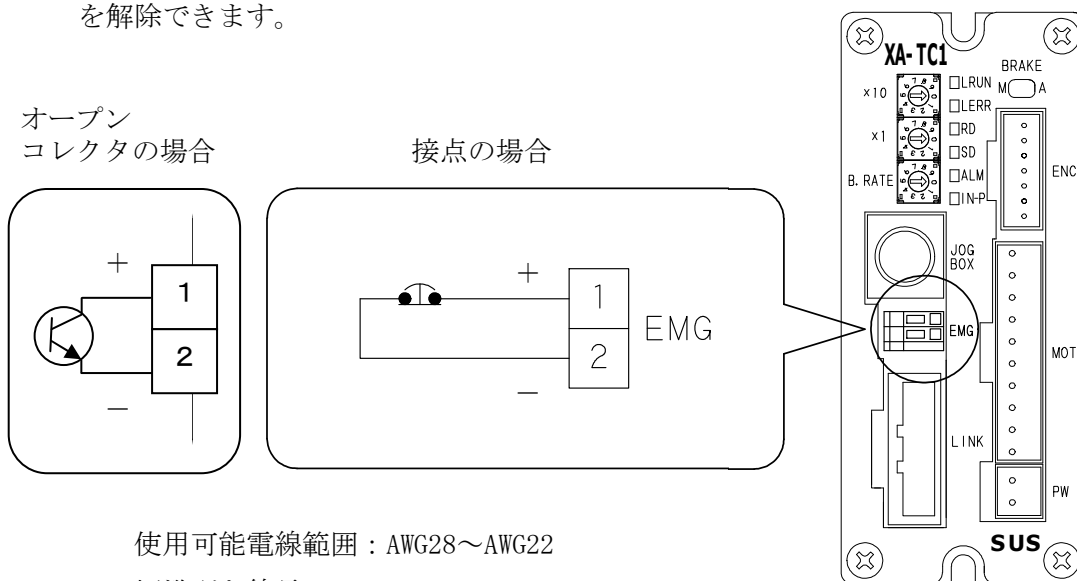 を解除できます。
オープン
コレクタの場合
接点の場合
+
1
2
—
+
1
2
—
EMG
XA-TC1
BRAKE
M A
×10
LRUN
LERR
×1
RD
SD
B. RATE
ALM
IN-P
ENC
JOG
BOX
EMG
MOT
LINK
PW
SUS
使用可能電線範囲：AWG28～AWG22